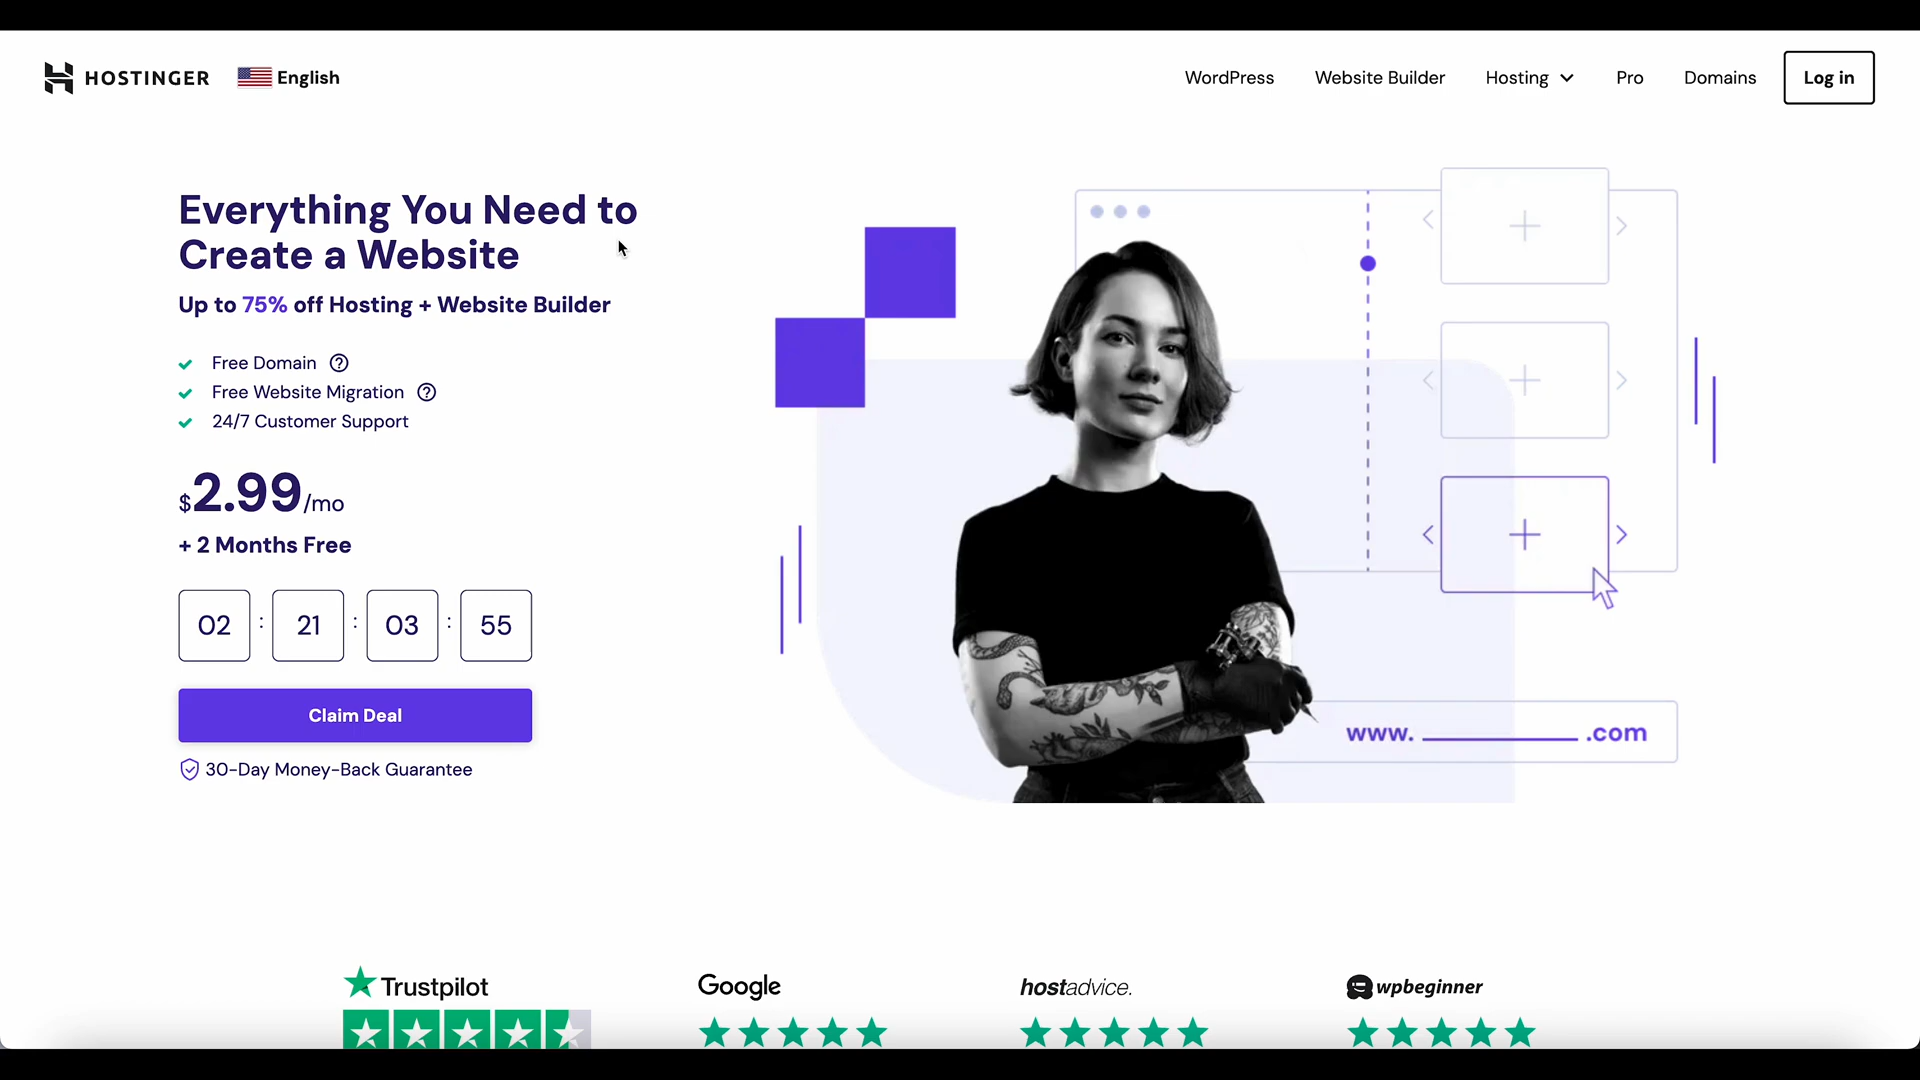 HOSTINGER
English
WordPress
Website Builder
Hosting
Pro
Domains
Log in
Everything You Need to
Create a Website
Up to 75% off Hosting + Website Builder
Free Domain
Free Website Migration
24/7 Customer Support
$2.99/mo
+ 2 Months Free
02 : 21 : 03 : 55
Claim Deal
30-Day Money-Back Guarantee
www. .com
Trustpilot
Google
hostadvice.
wpbeginner